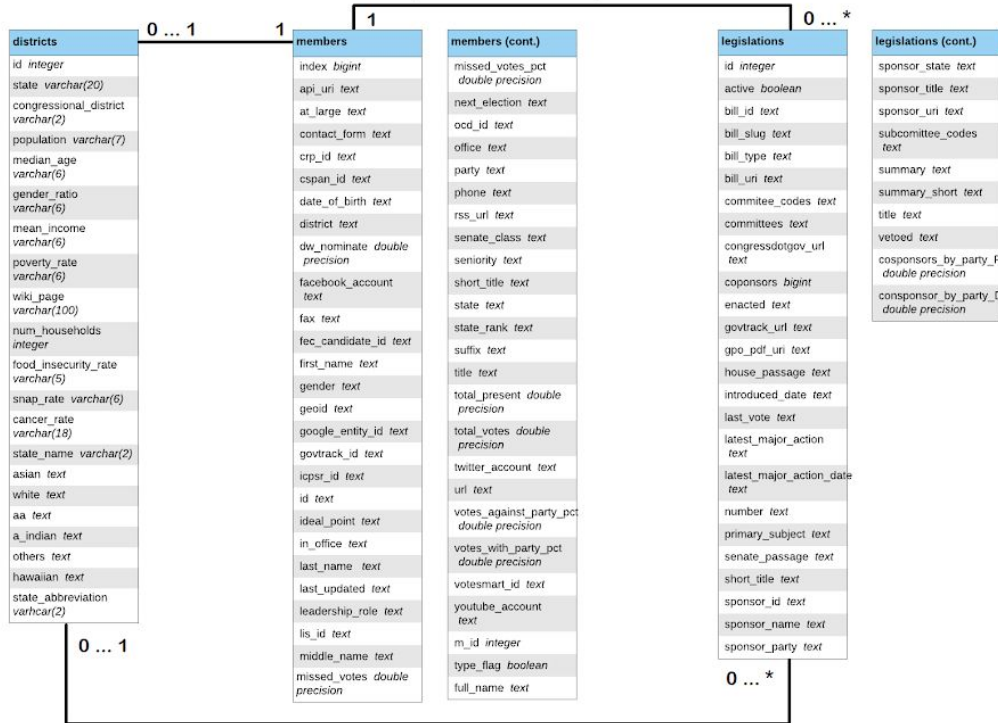 0 ... 1
1
1
0 ... *
districts
id integer
state varchar(20)
congressional_district
varchar(2)
population varchar(7)
median_age
varchar(6)
gender_ratio
varchar(6)
mean_income
varchar(6)
poverty_rate
varchar(6)
wiki_page
varchar(100)
num_households
integer
food_insecurity_rate
varchar(5)
snap_rate varchar(6)
cancer_rate
varchar(18)
state_name varchar(2)
asian text
white text
aa text
a_indian text
others text
hawaiian text
state_abbreviation
varhcar(2)
0 ... 1
members
index bigint
api_uri text
at_large text
contact_form text
crp_id text
cspan_id text
date_of_birth text
district text
dw_nominate double
precision
facebook_account
text
fax text
fec_candidate_id text
first_name text
gender text
geoid text
google_entity_id text
govtrack_id text
icpsr_id text
id text
ideal_point text
in_office text
last_name text
last_updated text
leadership_role text
lis_id text
middle_name text
missed_votes double
precision
members (cont.)
missed_votes_pct
double precision
next_election text
ocd_id text
office text
party text
phone text
rss_url text
senate_class text
seniority text
short_title text
state text
state_rank text
suffix text
title text
total_present double
precision
total_votes double
precision
twitter_account text
url text
votes_against_party_pct
double precision
votes_with_party_pct
double precision
votesmart_id text
youtube_account
text
m_id integer
type_flag boolean
full_name text
legislations
id integer
active boolean
bill_id text
bill_slug text
bill_type text
bill_uri text
commitee_codes text
committees text
congressdotgov_url
text
coponsors bigint
enacted text
govtrack_url text
gpo_pdf_uri text
house_passage text
introduced_date text
last_vote text
latest_major_action
text
latest_major_action_date
text
number text
primary_subject text
senate_passage text
short_title text
sponsor_id text
sponsor_name text
sponsor_party text
0 ... *
legislations (cont.)
sponsor_state text
sponsor_title text
sponsor_uri text
subcomittee_codes
text
summary text
summary_short text
title text
vetoed text
cosponsors_by_party_R
double precision
consponsor_by_party_D
double precision